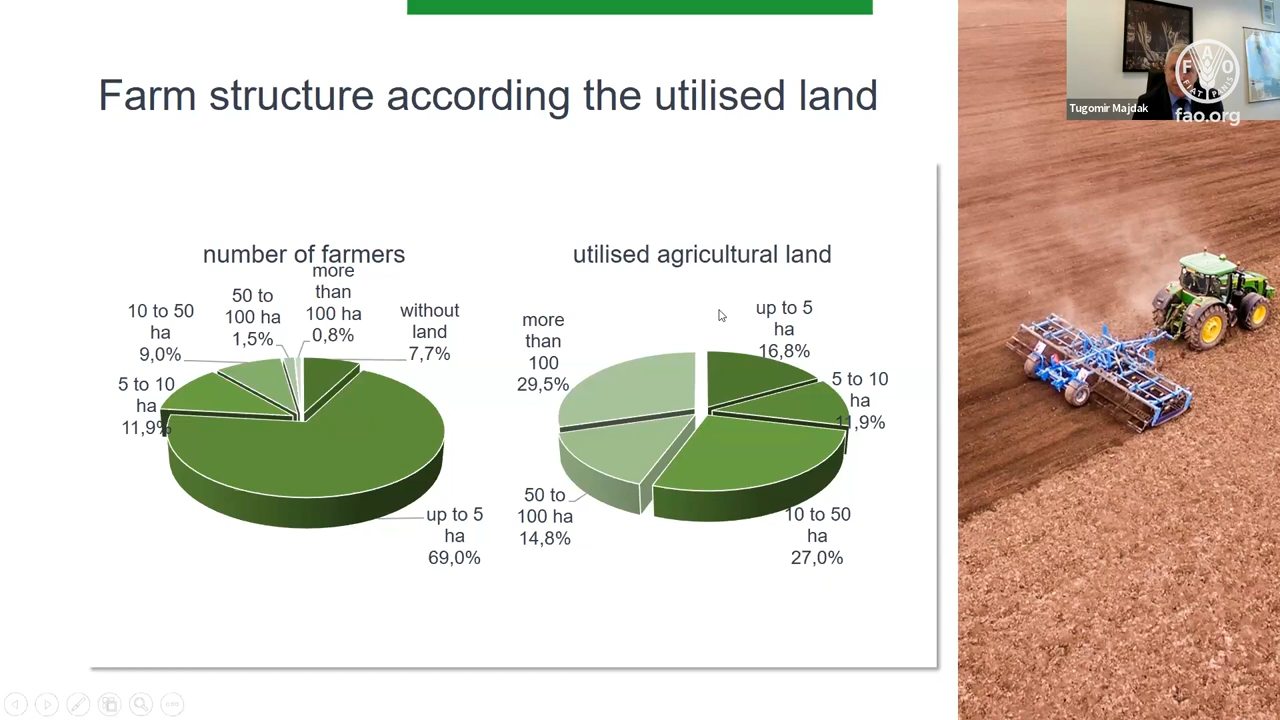 Farm structure according the utilised land
number of farmers
10 to 50
ha
9,0%
50 to
100 ha
1,5%
more
than
100 ha
0,8%
without
land
7,7%
5 to 10
ha
11,9%
up to 5
ha
69,0%
utilised agricultural land
more
than
100
29,5%
up to 5
ha
16,8%
5 to 10
ha
11,9%
50 to
100 ha
14,8%
10 to 50
ha
27,0%
Tugomir Majdak
F A O
FIAT PANIS
fao.org